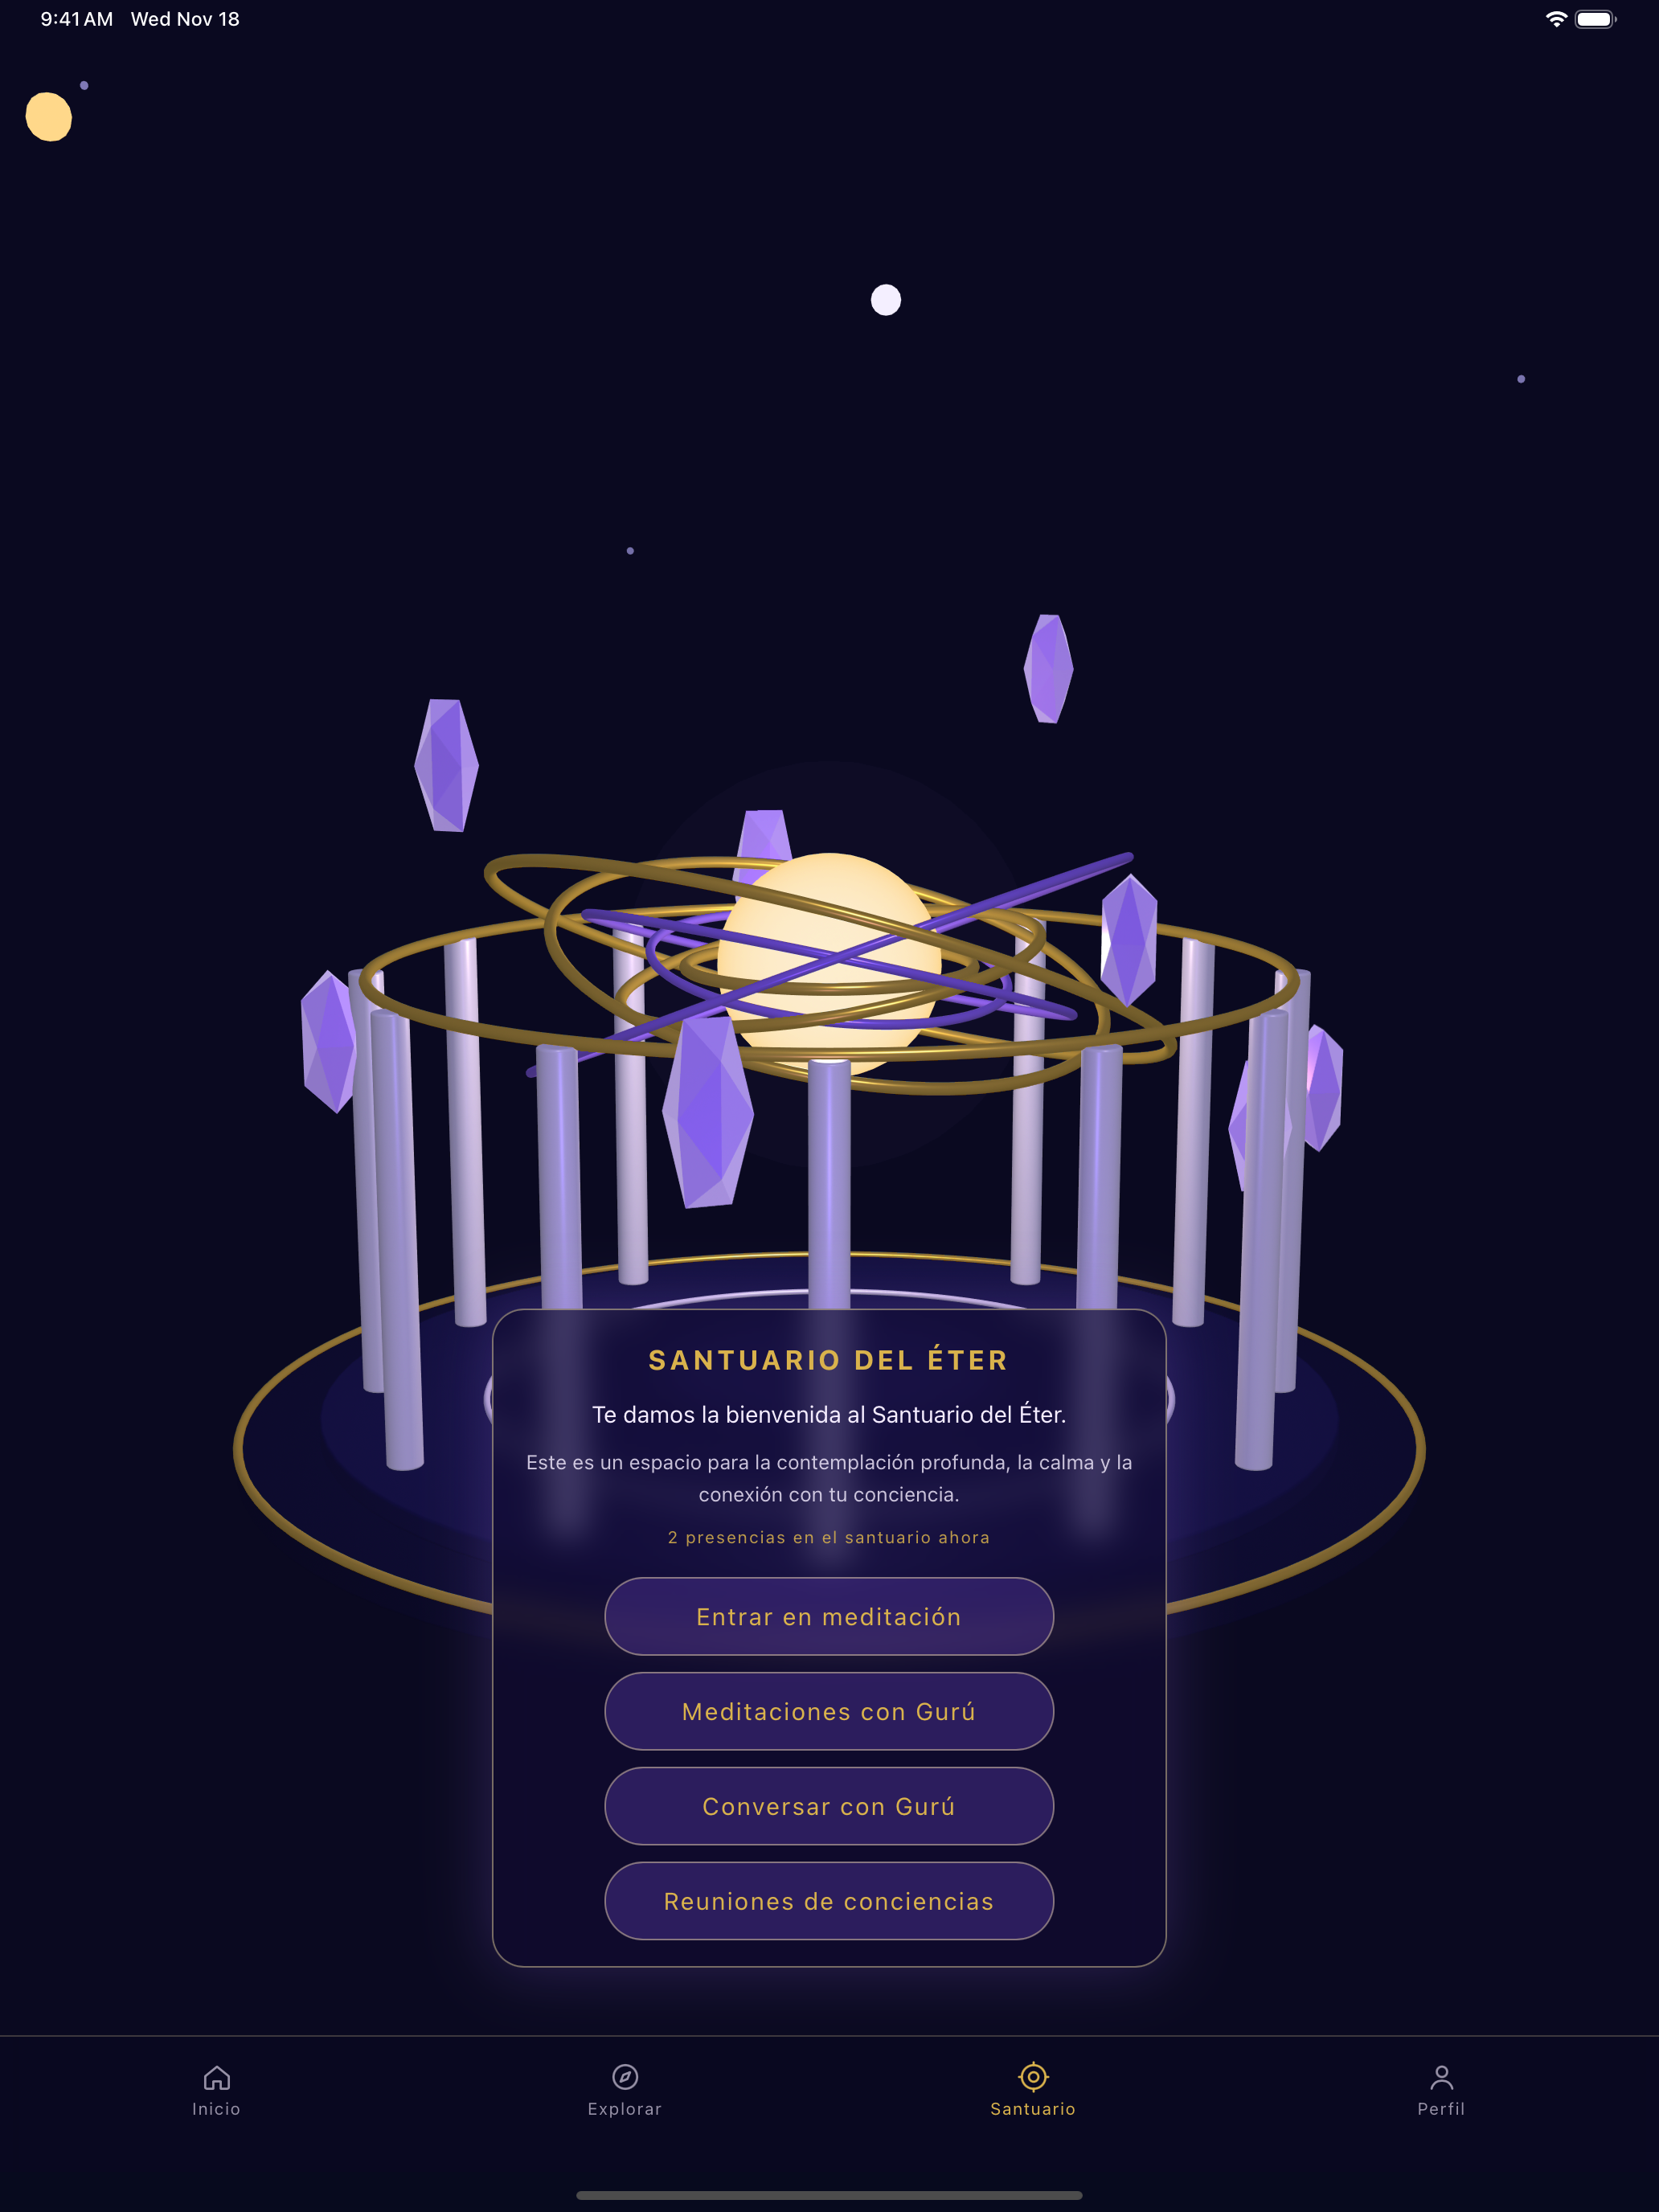 9:41 AM Wed Nov 18
SANTUARIO DEL ÉTER
Te damos la bienvenida al Santuario del Éter.
Este es un espacio para la contemplación profunda, la calma y la
conexión con tu conciencia.
2 presencias en el santuario ahora
Entrar en meditación
Meditaciones con Gurú
Conversar con Gurú
Reuniones de conciencias
Inicio
Explorar
Santuario
Perfil